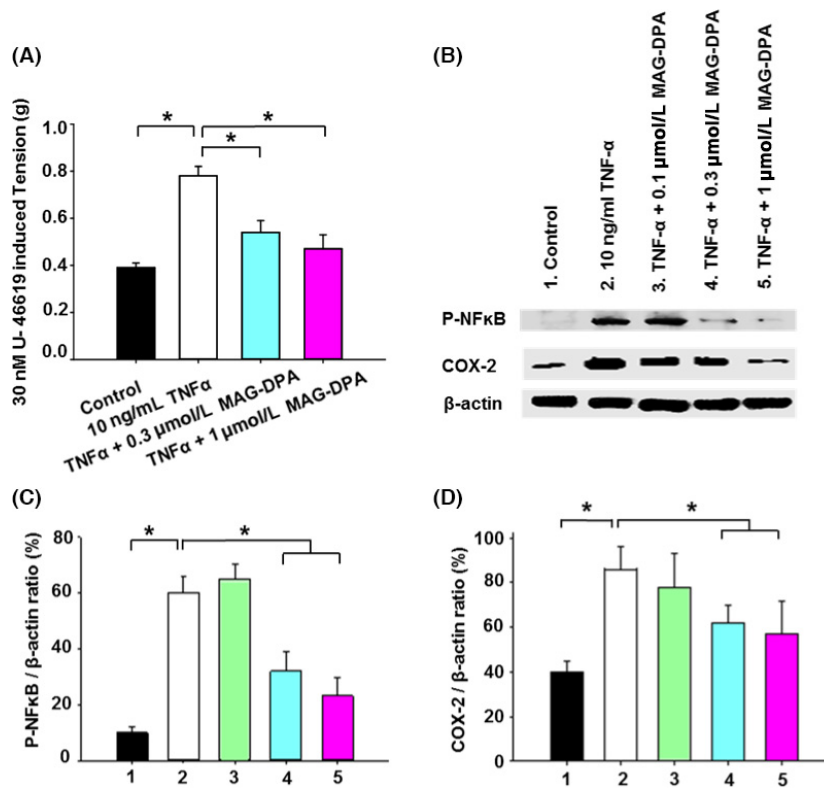 (A)
30 nM U- 46619 induced Tension (g)
1.0
0.8
0.6
0.4
0.2
0.0
*
*
*
Control
10 ng/mL TNFα
TNFα + 0.3 µmol/L MAG-DPA
TNFα + 1 µmol/L MAG-DPA
(B)
1. Control
2. 10 ng/ml TNF-α
3. TNF-α + 0.1 µmol/L MAG-DPA
4. TNF-α + 0.3 µmol/L MAG-DPA
5. TNF-α + 1 µmol/L MAG-DPA
P-NFκB
COX-2
β-actin
(C)
P-NFκB / β-actin ratio (%)
80
60
40
20
0
*
*
1 2 3 4 5
(D)
COX-2 / β-actin ratio (%)
100
80
60
40
20
0
*
*
1 2 3 4 5